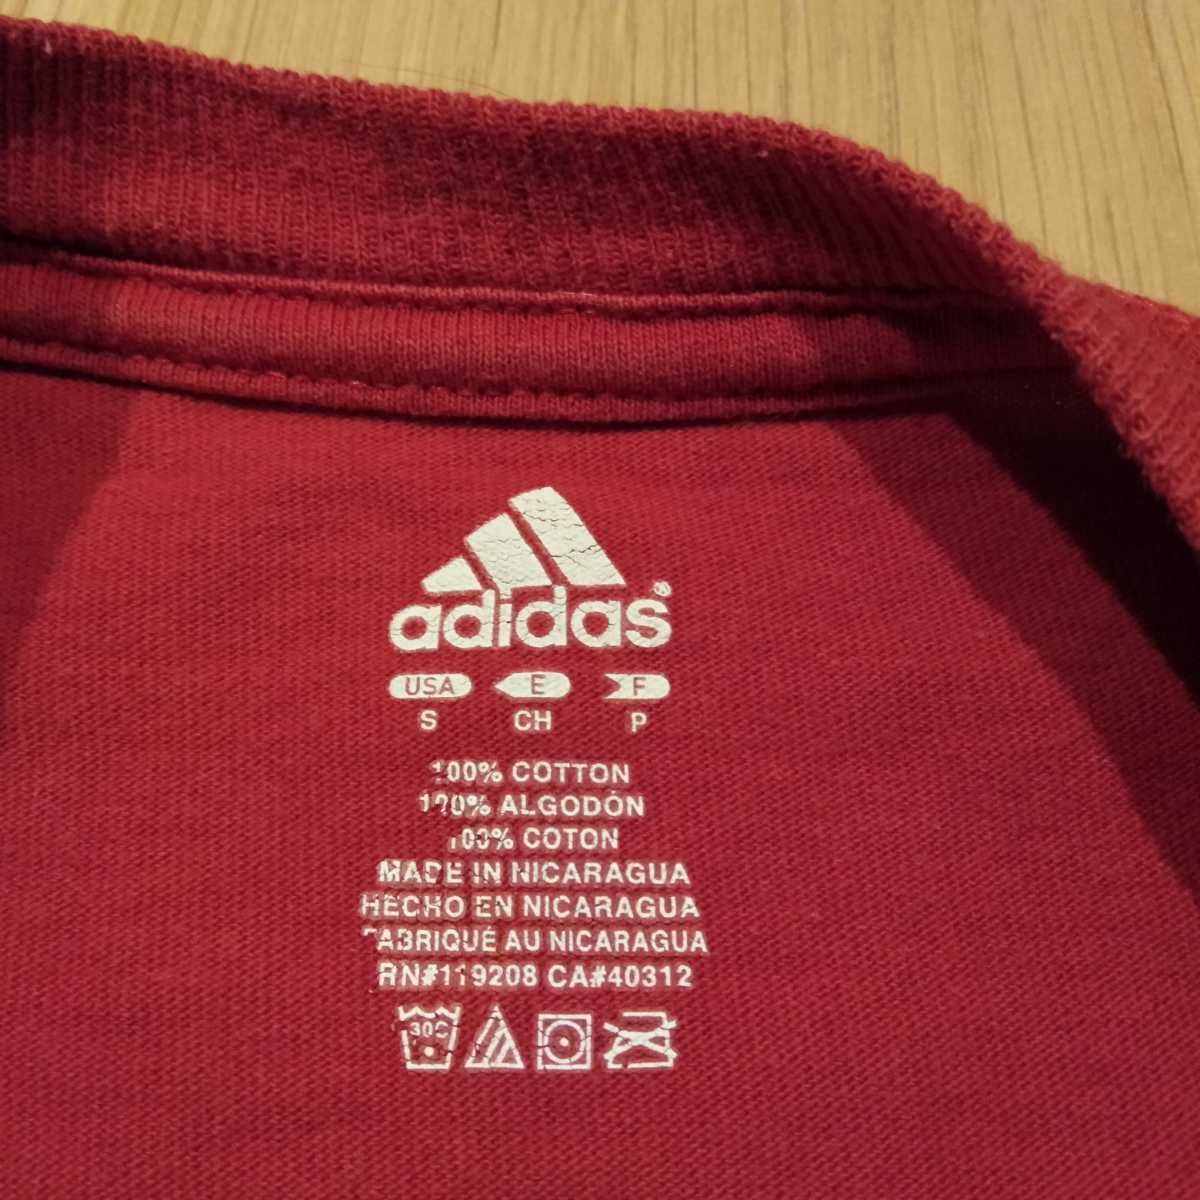 adidas®
USA E F
S CH P
100% COTTON
100% ALGODÓN
100% COTON
MADE IN NICARAGUA
HECHO EN NICARAGUA
FABRIQUÉ AU NICARAGUA
RN#119208 CA#40312
30C